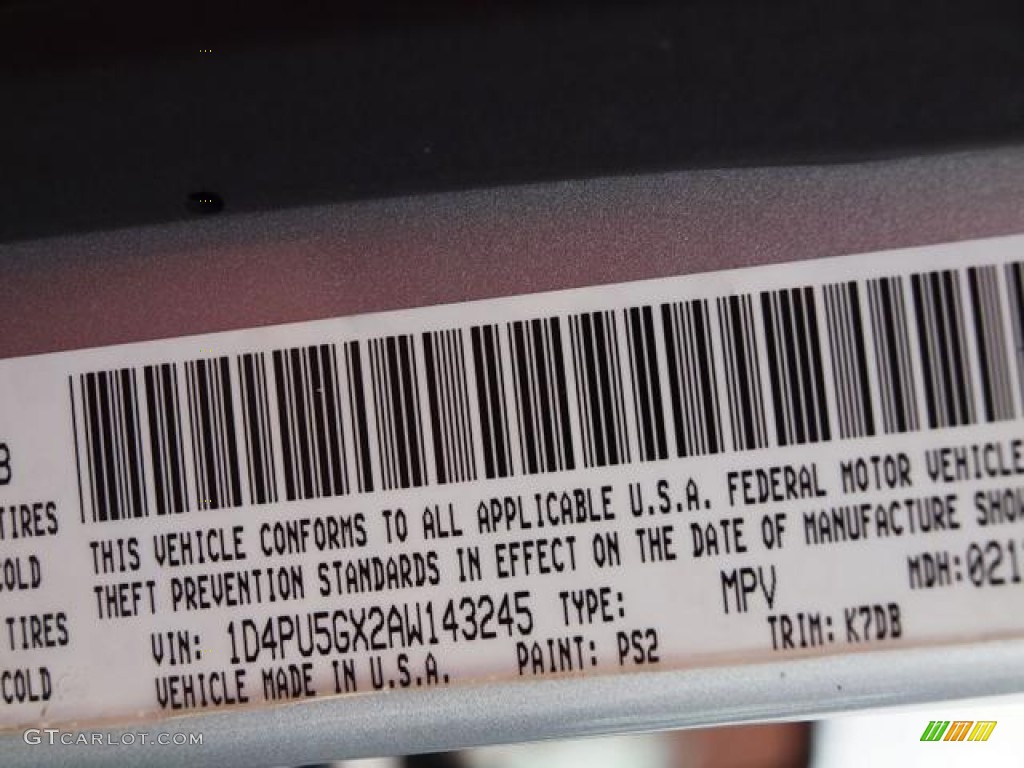 B
TIRES
COLD
TIRES
COLD
THIS VEHICLE CONFORMS TO ALL APPLICABLE U.S.A. FEDERAL MOTOR VEHICLE
THEFT PREVENTION STANDARDS IN EFFECT ON THE DATE OF MANUFACTURE SHOW
VIN: 1D4PU5GX2AW143245 TYPE: MPV MDH:021
VEHICLE MADE IN U.S.A. PAINT: PS2 TRIM: K7DB
GTCARLOT.COM